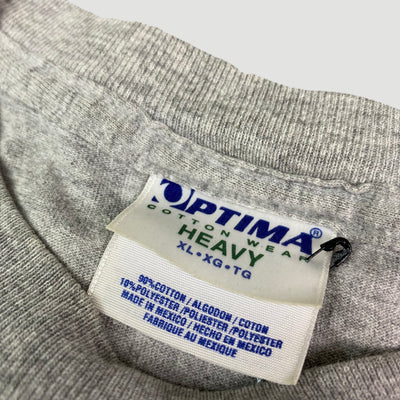 OPTIMA®
COTTON WEAR
HEAVY
XL•XG•TG
90% COTTON / ALGODON / COTON
10% POLYESTER / POLIESTER / POLYESTER
MADE IN MEXICO / HECHO EN MEXICO
FABRIQUE AU MEXIQUE